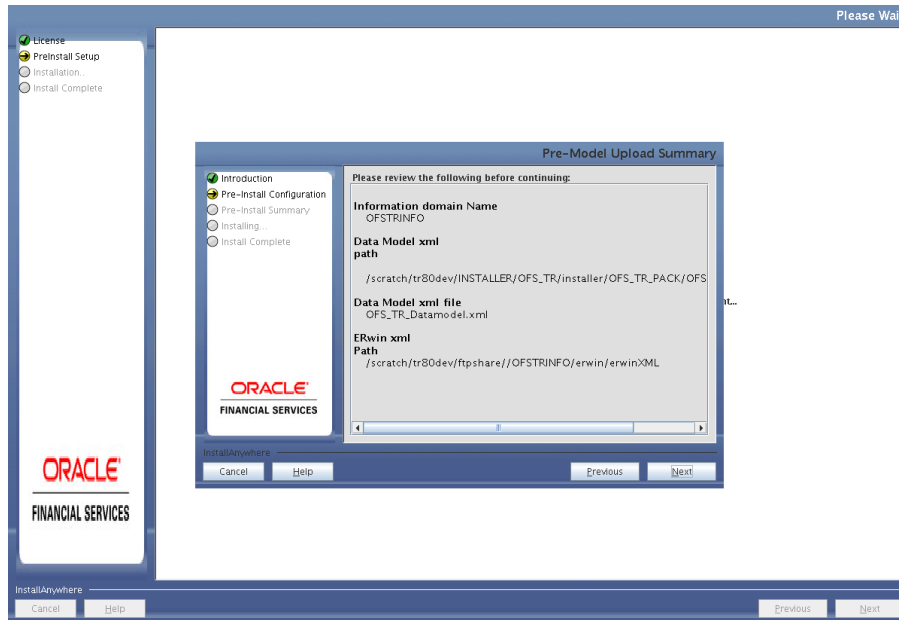 Please Wai
License
PreInstall Setup
Installation..
Install Complete
Pre-Model Upload Summary
Introduction
Pre-Install Configuration
Pre-Install Summary
Installing...
Install Complete
Please review the following before continuing:
Information domain Name
OFSTRINFO
Data Model xml
path
/scratch/tr80dev/INSTALLER/OFS_TR/installer/OFS_TR_PACK/OFS
Data Model xml file
OFS_TR_Datamodel.xml
ERwin xml
Path
/scratch/tr80dev/ftpshare//OFSTRINFO/erwin/erwinXML
nt...
ORACLE
FINANCIAL SERVICES
InstallAnywhere
Cancel Help Previous Next
ORACLE
FINANCIAL SERVICES
InstallAnywhere
Cancel Help Previous Next